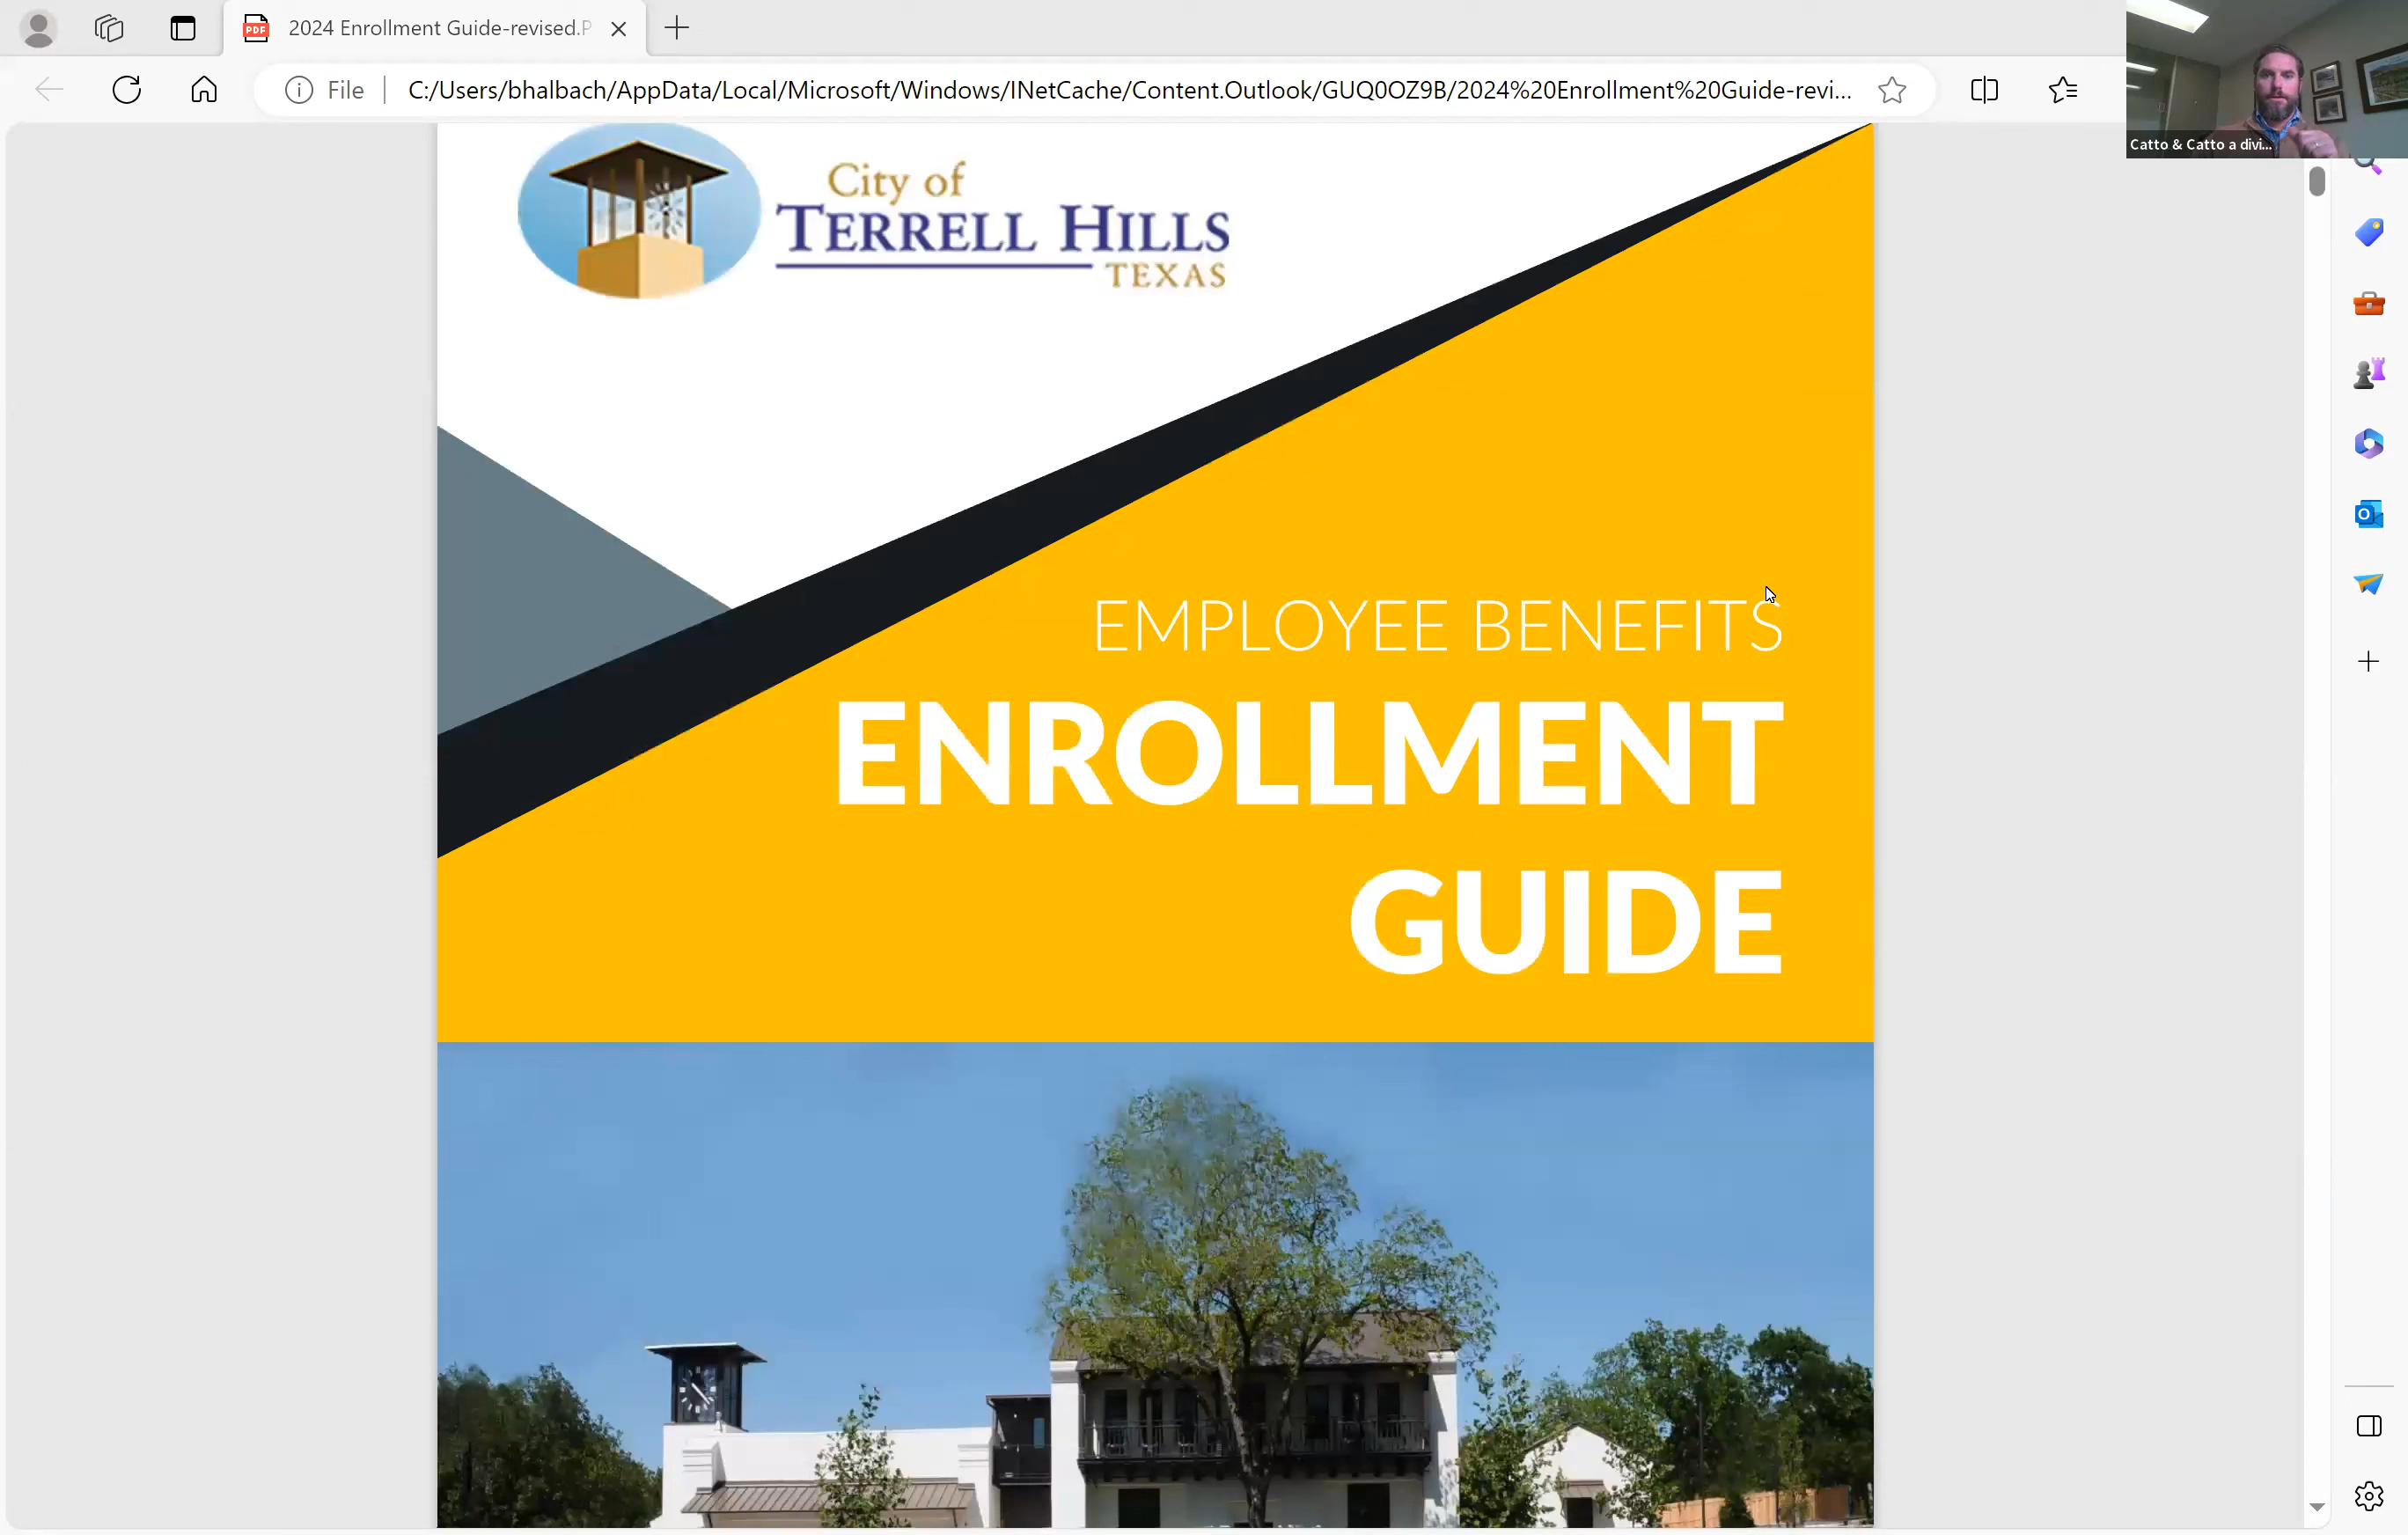 2024 Enrollment Guide-revised.P
File
C:/Users/bhalbach/AppData/Local/Microsoft/Windows/INetCache/Content.Outlook/GUQ0OZ9B/2024%20Enrollment%20Guide-revi...
Catto & Catto a divi...
City of
TERRELL HILLS
TEXAS
EMPLOYEE BENEFITS
ENROLLMENT
GUIDE